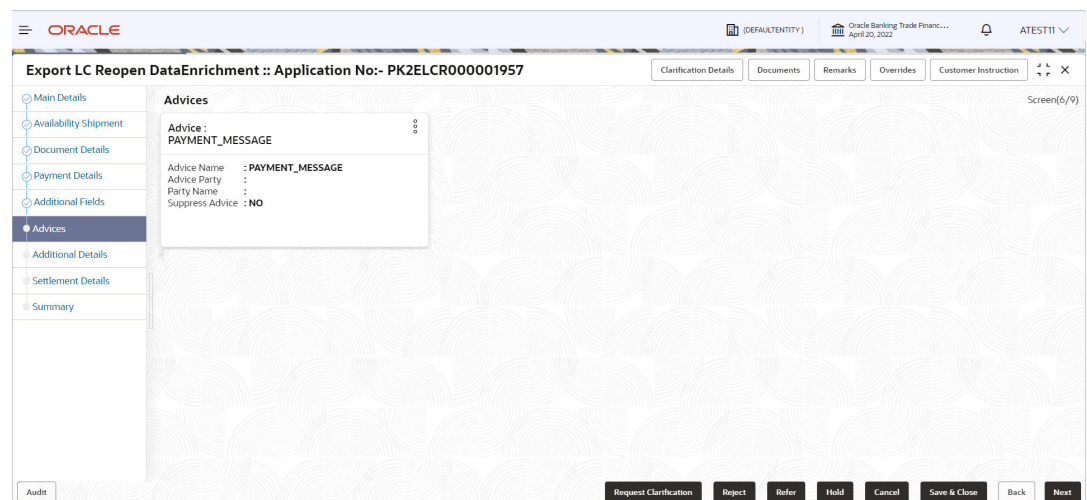 ORACLE
(DEFAULTENTITY)
Oracle Banking Trade Financ...
April 20, 2022
ATEST11
Export LC Reopen DataEnrichment :: Application No:- PK2ELCR000001957
Clarification Details
Documents
Remarks
Overrides
Customer Instruction
Main Details
Availability Shipment
Document Details
Payment Details
Additional Fields
Advices
Additional Details
Settlement Details
Summary
Advices
Screen(6/9)
Advice :
PAYMENT_MESSAGE
Advice Name : PAYMENT_MESSAGE
Advice Party :
Party Name :
Suppress Advice : NO
Audit
Request Clarification
Reject
Refer
Hold
Cancel
Save & Close
Back
Next